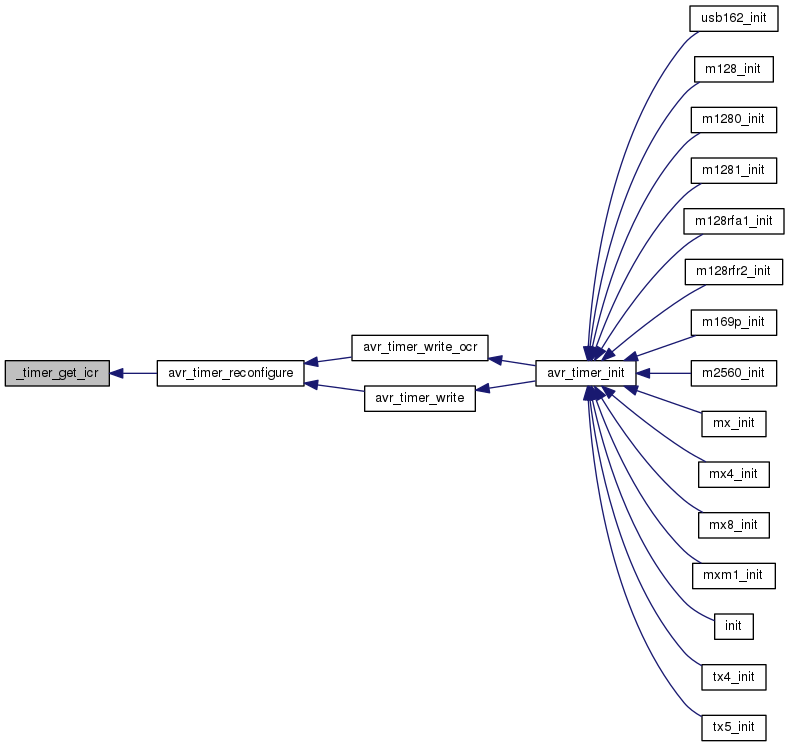 usb162_init
m128_init
m1280_init
m1281_init
m128rfa1_init
m128rfr2_init
m169p_init
avr_timer_write_ocr
_timer_get_icr
avr_timer_reconfigure
avr_timer_init
m2560_init
avr_timer_write
mx_init
mx4_init
mx8_init
mxm1_init
init
tx4_init
tx5_init